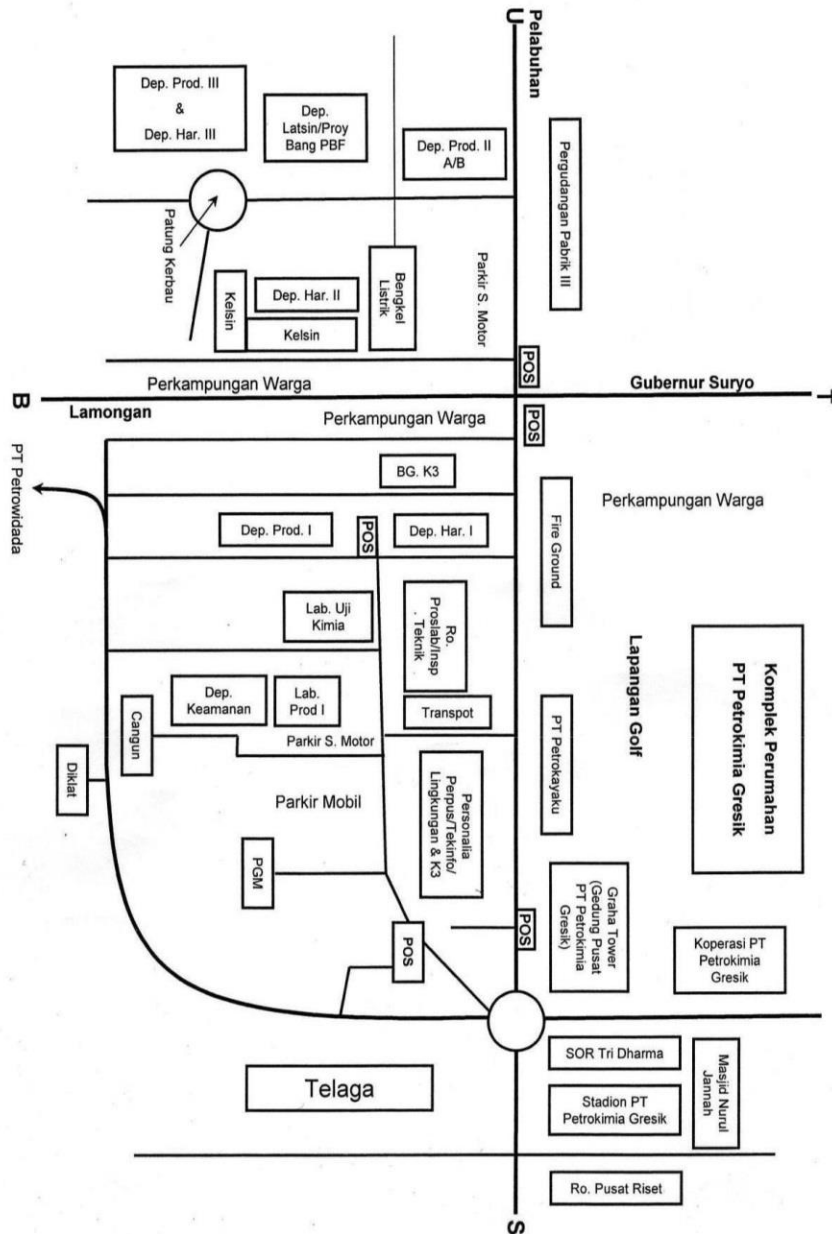 U
Pelabuhan
Dep. Prod. III
&
Dep. Har. III
Dep.
Latsin/Proy
Bang PBF
Dep. Prod. II
A/B
Pergudangan Pabrik III
Patung Kerbau
Kelsin
Dep. Har. II
Kelsin
Bengkel
Listrik
Parkir S. Motor
POS
Perkampungan Warga
Gubernur Suryo
T
B
Lamongan
Perkampungan Warga
POS
PT Petrowidada
BG. K3
Perkampungan Warga
Dep. Prod. I
POS
Dep. Har. I
Fire Ground
Lab. Uji
Kimia
Ro.
Proslab/Insp
. Teknik
Lapangan Golf
Komplek Perumahan
PT Petrokimia Gresik
Dep.
Keamanan
Lab.
Prod I
Transpot
Cangun
Parkir S. Motor
PT Petrokayaku
Diklat
Parkir Mobil
Personalia
Perpus/Tekinfo/
Lingkungan & K3
PGM
POS
POS
Graha Tower
(Gedung Pusat
PT Petrokimia
Gresik)
Koperasi PT
Petrokimia
Gresik
SOR Tri Dharma
Masjid Nurul
Jannah
Telaga
Stadion PT
Petrokimia Gresik
Ro. Pusat Riset
S